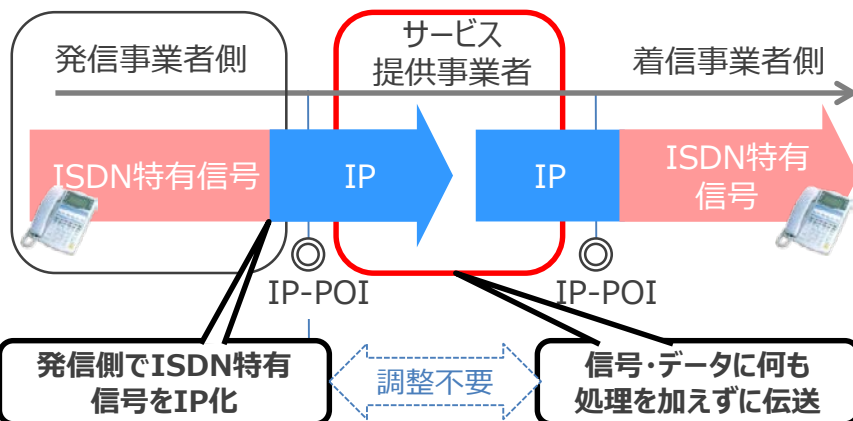 発信事業者側
サービス
提供事業者
着信事業者側
ISDN特有信号
IP
IP
ISDN特有
信号
IP-POI
IP-POI
発信側でISDN特有
信号をIP化
調整不要
信号・データに何も
処理を加えずに伝送